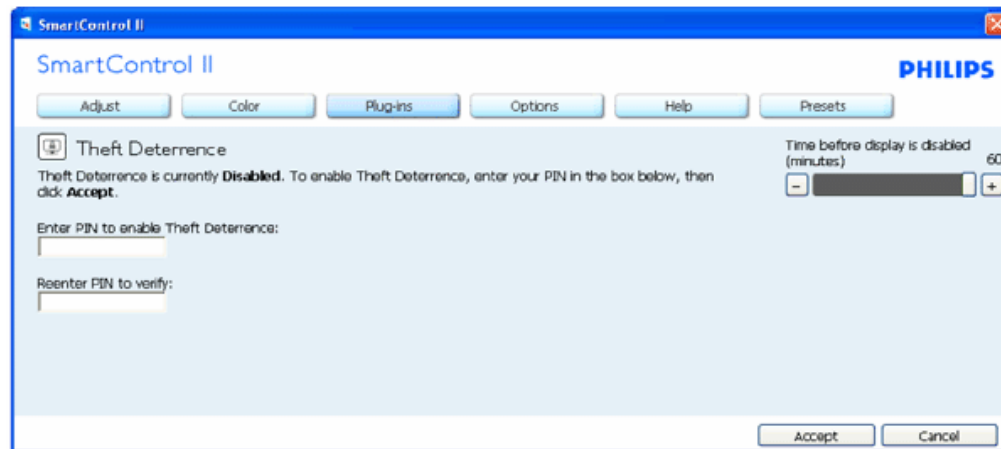 SmartControl II
SmartControl II
PHILIPS
Adjust Color Plug-ins Options Help Presets
Theft Deterrence
Theft Deterrence is currently Disabled. To enable Theft Deterrence, enter your PIN in the box below, then
click Accept.
Time before display is disabled
(minutes) 60
- +
Enter PIN to enable Theft Deterrence:
Reenter PIN to verify:
Accept Cancel